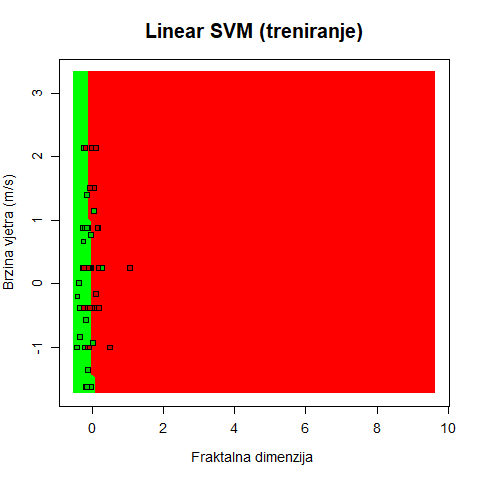 Linear SVM (treniranje)
Brzina vjetra (m/s)
3
2
1
0
-1
0 2 4 6 8 10
Fraktalna dimenzija